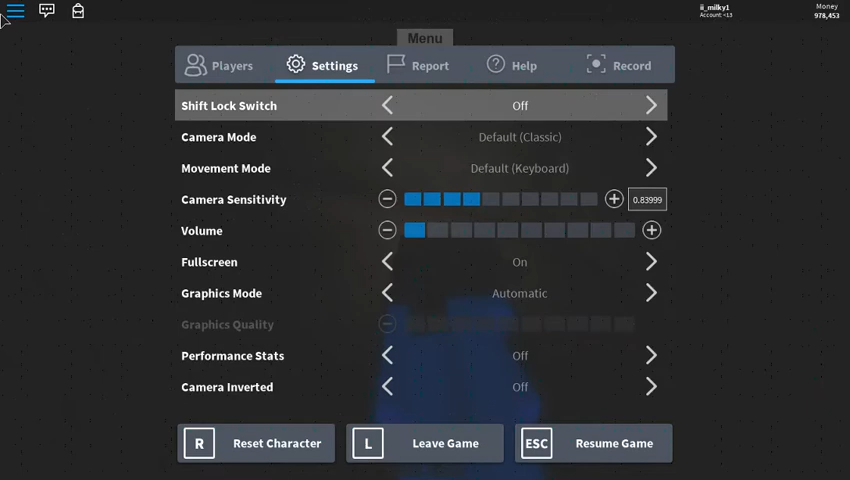 ii_milky1
Account: <13
Money
978,453
Menu
Players
Settings
Report
Help
Record
Shift Lock Switch
Off
Camera Mode
Default (Classic)
Movement Mode
Default (Keyboard)
Camera Sensitivity
0.83999
Volume
Fullscreen
On
Graphics Mode
Automatic
Graphics Quality
Performance Stats
Off
Camera Inverted
Off
R Reset Character
L Leave Game
ESC Resume Game